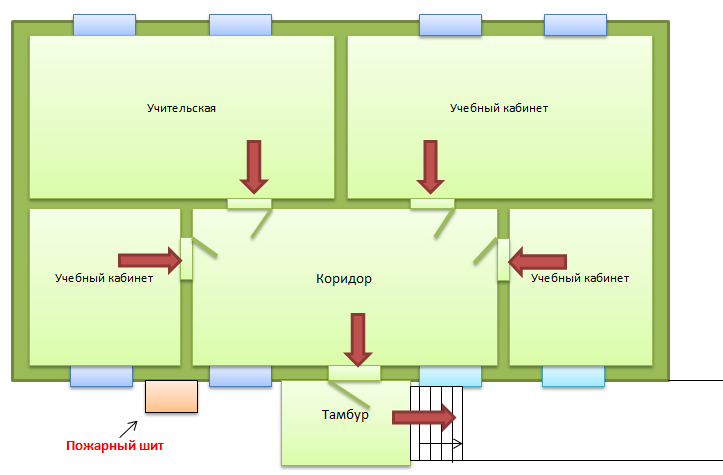 Учительская
Учебный кабинет
Учебный кабинет
Коридор
Учебный кабинет
Тамбур
Пожарный шит